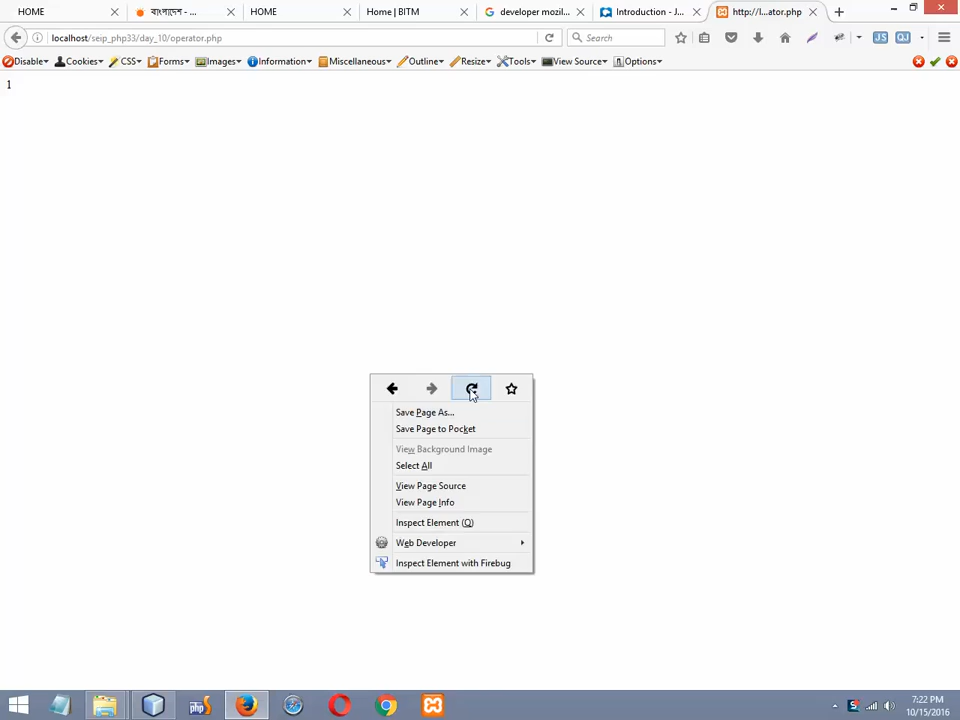 HOME
বাংলাদেশ - ...
HOME
Home | BITM
developer mozil...
Introduction - J...
http://l...ator.php
localhost/seip_php33/day_10/operator.php
Search
Disable
Cookies
CSS
Forms
Images
Information
Miscellaneous
Outline
Resize
Tools
View Source
Options
1
Save Page As...
Save Page to Pocket
View Background Image
Select All
View Page Source
View Page Info
Inspect Element (Q)
Web Developer
Inspect Element with Firebug
7:22 PM
10/15/2016